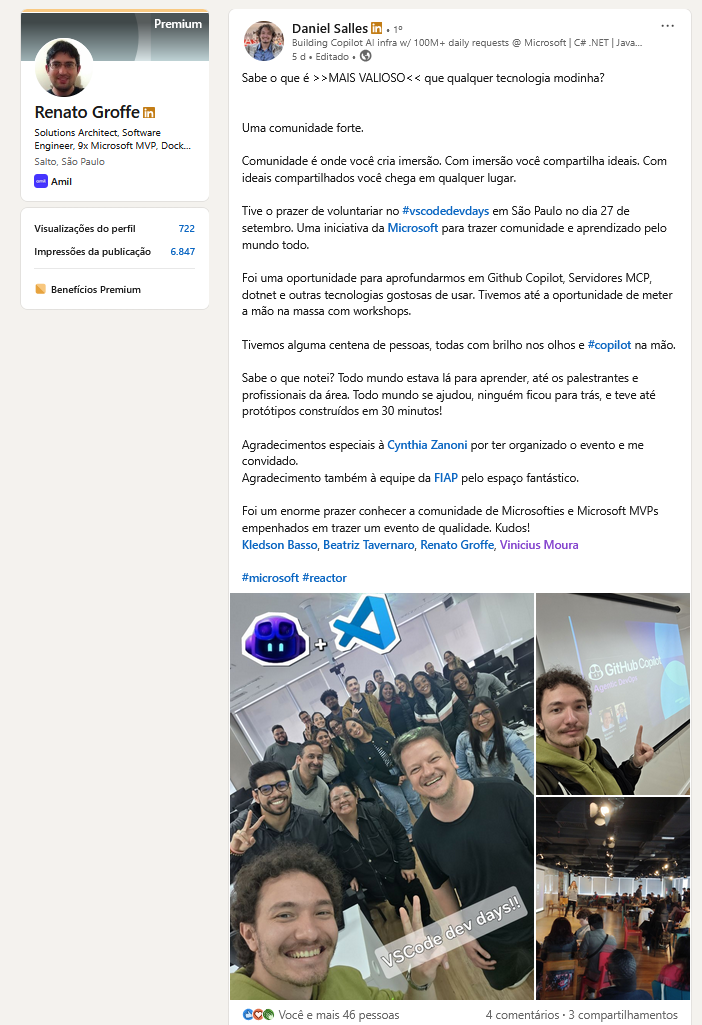 Premium
Renato Groffe
Solutions Architect, Software
Engineer, 9x Microsoft MVP, Dock...
Salto, São Paulo
Amil
Visualizações do perfil 722
Impressões da publicação 6.847
Benefícios Premium
Daniel Salles • 1º
Building Copilot AI infra w/ 100M+ daily requests @ Microsoft | C# .NET | Java...
5 d • Editado •
Sabe o que é >>MAIS VALIOSO<< que qualquer tecnologia modinha?
Uma comunidade forte.
Comunidade é onde você cria imersão. Com imersão você compartilha ideais. Com
ideais compartilhados você chega em qualquer lugar.
Tive o prazer de voluntariar no #vscodedevdays em São Paulo no dia 27 de
setembro. Uma iniciativa da Microsoft para trazer comunidade e aprendizado pelo
mundo todo.
Foi uma oportunidade para aprofundarmos em Github Copilot, Servidores MCP,
dotnet e outras tecnologias gostosas de usar. Tivemos até a oportunidade de meter
a mão na massa com workshops.
Tivemos alguma centena de pessoas, todas com brilho nos olhos e #copilot na mão.
Sabe o que notei? Todo mundo estava lá para aprender, até os palestrantes e
profissionais da área. Todo mundo se ajudou, ninguém ficou para trás, e teve até
protótipos construídos em 30 minutos!
Agradecimentos especiais à Cynthia Zanoni por ter organizado o evento e me
convidado.
Agradecimento também à equipe da FIAP pelo espaço fantástico.
Foi um enorme prazer conhecer a comunidade de Microsofties e Microsoft MVPs
empenhados em trazer um evento de qualidade. Kudos!
Kledson Basso, Beatriz Tavernaro, Renato Groffe, Vinicius Moura
#microsoft #reactor
+
GitHub Copilot
Agentic DevOps
VSCode dev days!!
Você e mais 46 pessoas
4 comentários • 3 compartilhamentos